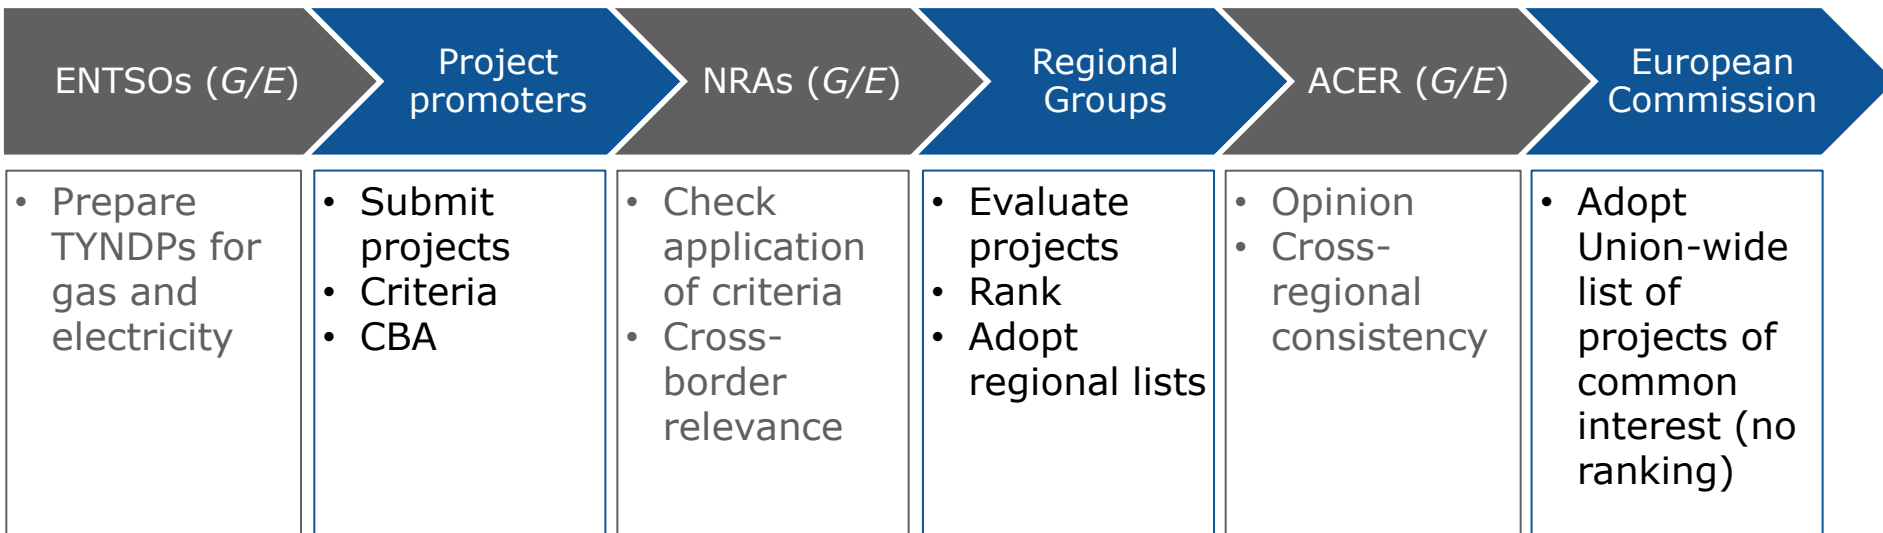 ENTSOs (G/E)
Project
promoters
NRAs (G/E)
Regional
Groups
ACER (G/E)
European
Commission
• Prepare
TYNDPs for
gas and
electricity
• Submit
projects
• Criteria
• CBA
• Check
application
of criteria
• Cross-
border
relevance
• Evaluate
projects
• Rank
• Adopt
regional lists
• Opinion
• Cross-
regional
consistency
• Adopt
Union-wide
list of
projects of
common
interest (no
ranking)